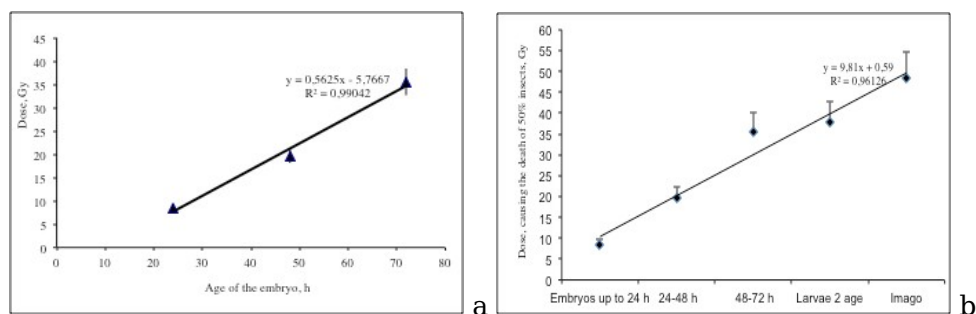 Dose, Gy
45
40
35
30
25
20
15
10
5
0
y = 0,5625x - 5,7667
R² = 0,99042
0 10 20 30 40 50 60 70 80
Age of the embryo, h
a
Dose, causing the death of 50% insects, Gy
60
55
50
45
40
35
30
25
20
15
10
5
0
y = 9,81x + 0,59
R² = 0,96126
Embryos up to 24 h 24-48 h 48-72 h Larvae 2 age Imago
b